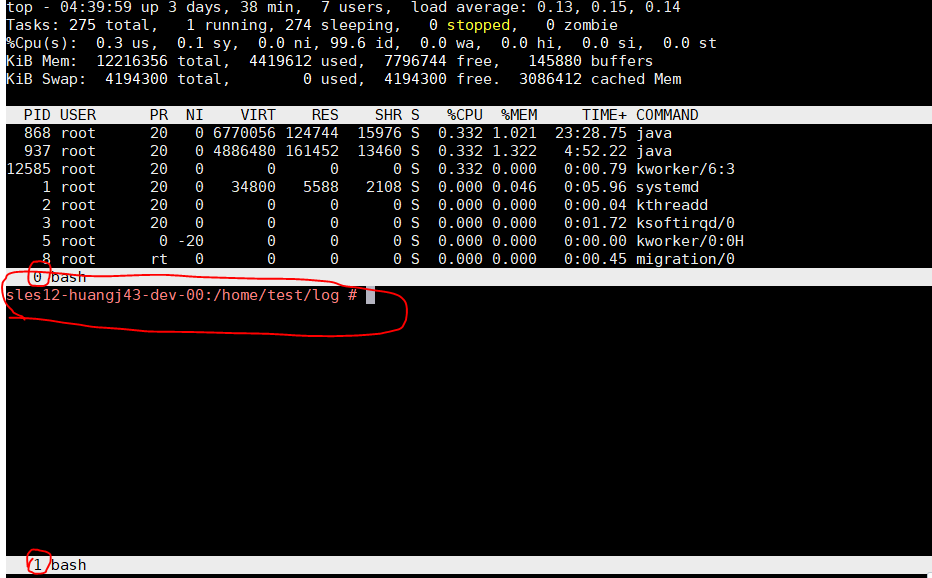 top - 04:39:59 up 3 days, 38 min,  7 users,  load average: 0.13, 0.15, 0.14
Tasks: 275 total,   1 running, 274 sleeping,   0 stopped,   0 zombie
%Cpu(s):  0.3 us,  0.1 sy,  0.0 ni, 99.6 id,  0.0 wa,  0.0 hi,  0.0 si,  0.0 st
KiB Mem:  12216356 total,  4419612 used,  7796744 free,   145880 buffers
KiB Swap:  4194300 total,        0 used,  4194300 free.  3086412 cached Mem
  PID USER      PR  NI    VIRT    RES    SHR S   %CPU  %MEM     TIME+ COMMAND
  868 root      20   0 6770056 124744  15976 S  0.332 1.021  23:28.75 java
  937 root      20   0 4886480 161452  13460 S  0.332 1.322   4:52.22 java
12585 root      20   0       0      0      0 S  0.332 0.000   0:00.79 kworker/6:3
    1 root      20   0   34800   5588   2108 S  0.000 0.046   0:05.96 systemd
    2 root      20   0       0      0      0 S  0.000 0.000   0:00.04 kthreadd
    3 root      20   0       0      0      0 S  0.000 0.000   0:01.72 ksoftirqd/0
    5 root       0 -20       0      0      0 S  0.000 0.000   0:00.00 kworker/0:0H
    8 root      rt   0       0      0      0 S  0.000 0.000   0:00.45 migration/0
   0 bash
sles12-huangj43-dev-00:/home/test/log #
   1 bash